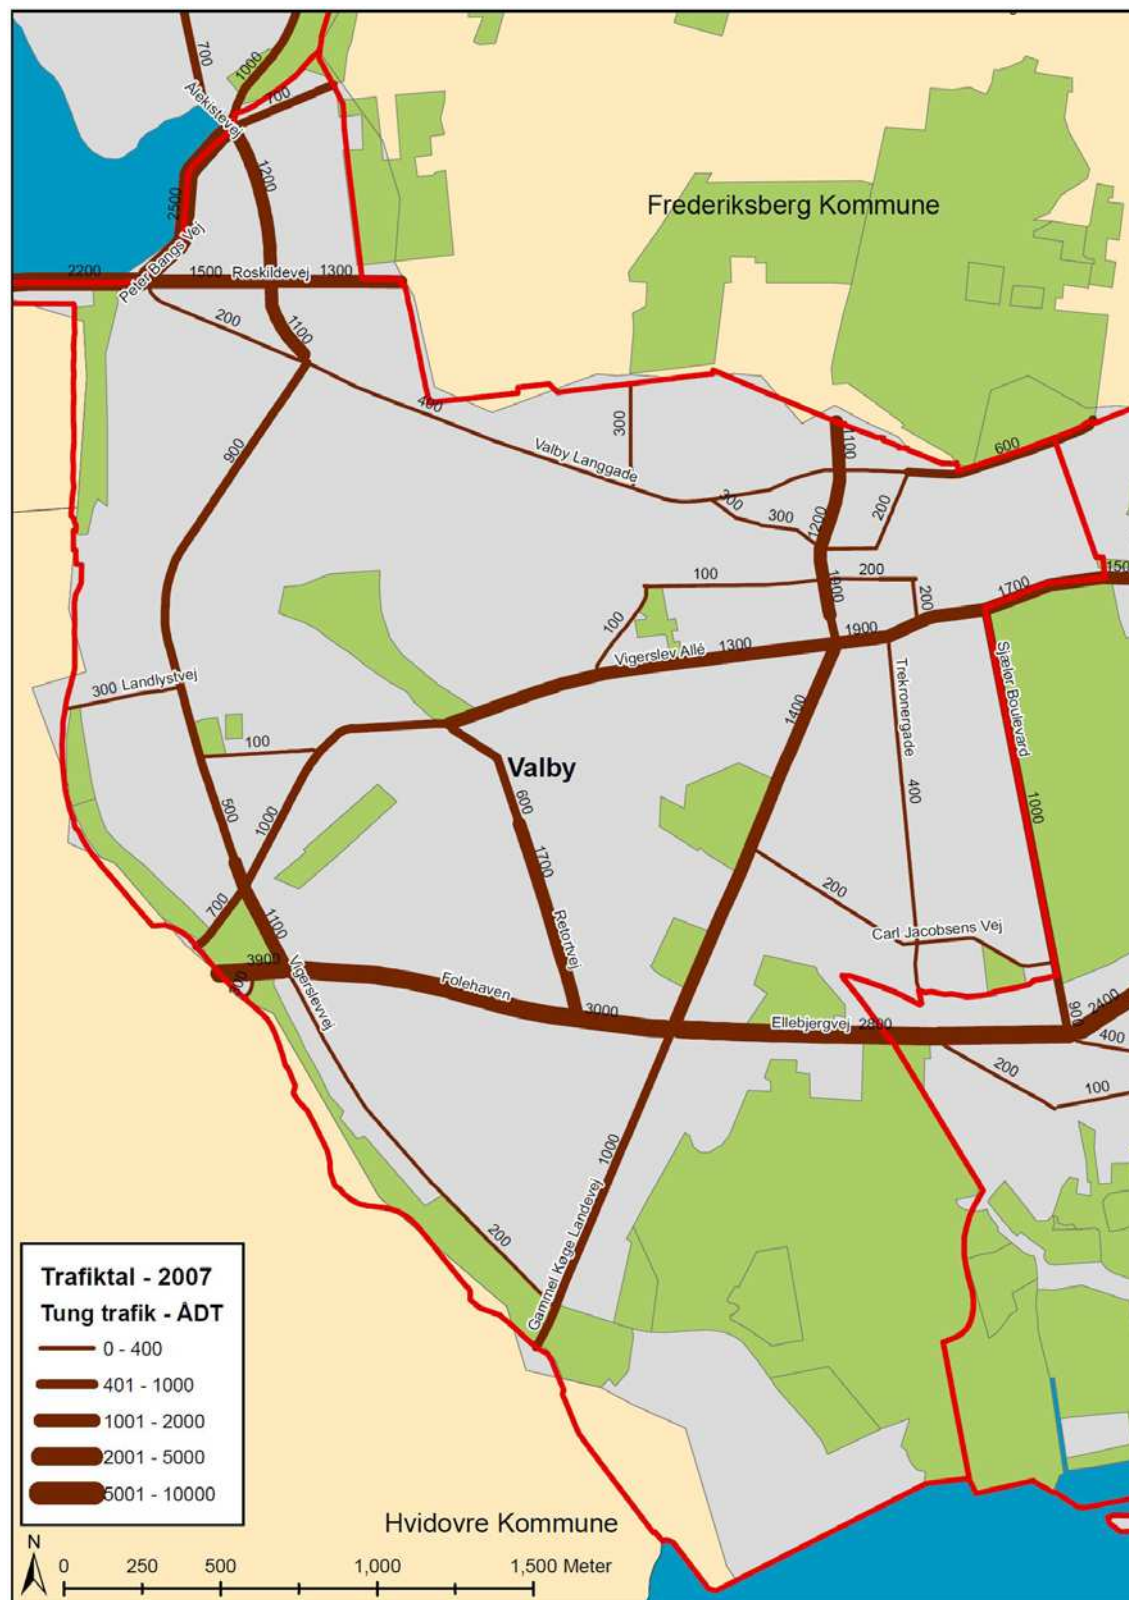 700
1000
700
Ålekistevej
1200
2500
Frederiksberg Kommune
Peter Bangs Vej
2200
1500
Roskildevej
1300
200
1100
400
300
900
Valby Langgade
1100
600
300
300
1200
200
100
1900
200
200
1700
150
100
Vigerslev Allé
1300
1900
300
Landlystvej
Trekronergade
Sjælør Boulevard
1400
100
Valby
500
1000
600
400
1000
1700
200
700
1100
Retortvej
Carl Jacobsens Vej
3900
Vigerslevvej
Folehaven
3000
Ellebjergvej
2800
900
2400
400
200
100
1000
200
Gammel Køge Landevej
Trafiktal - 2007
Tung trafik - ÅDT
0 - 400
401 - 1000
1001 - 2000
2001 - 5000
5001 - 10000
Hvidovre Kommune
N
0 250 500 1,000 1,500 Meter